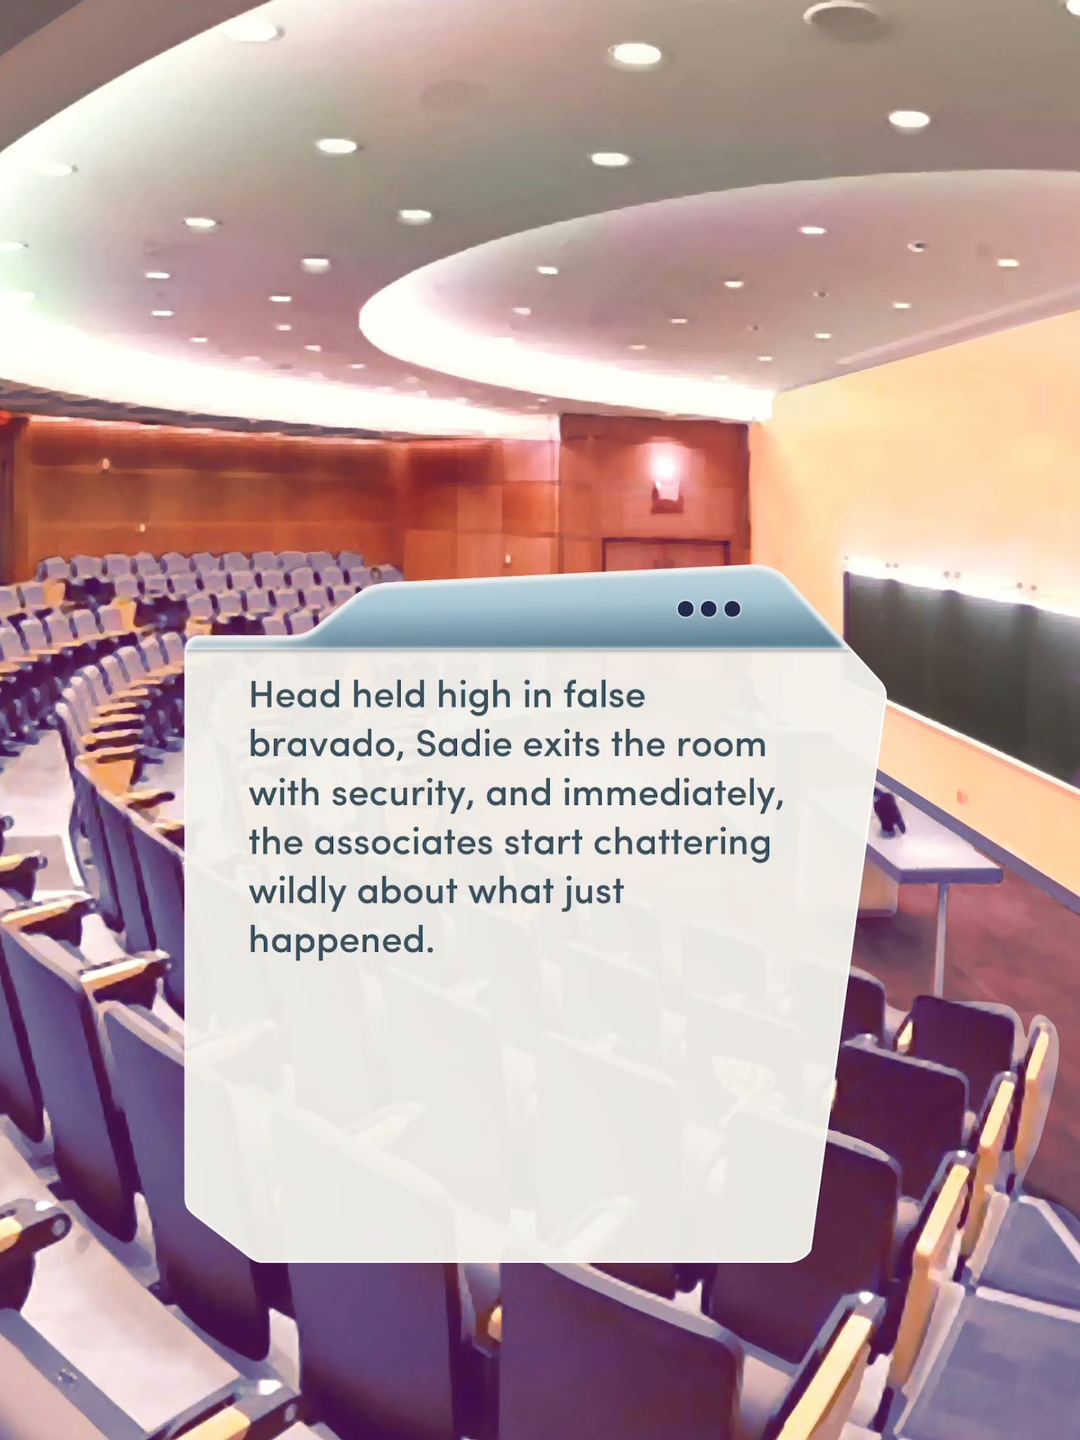 Head held high in false
bravado, Sadie exits the room
with security, and immediately,
the associates start chattering
wildly about what just
happened.